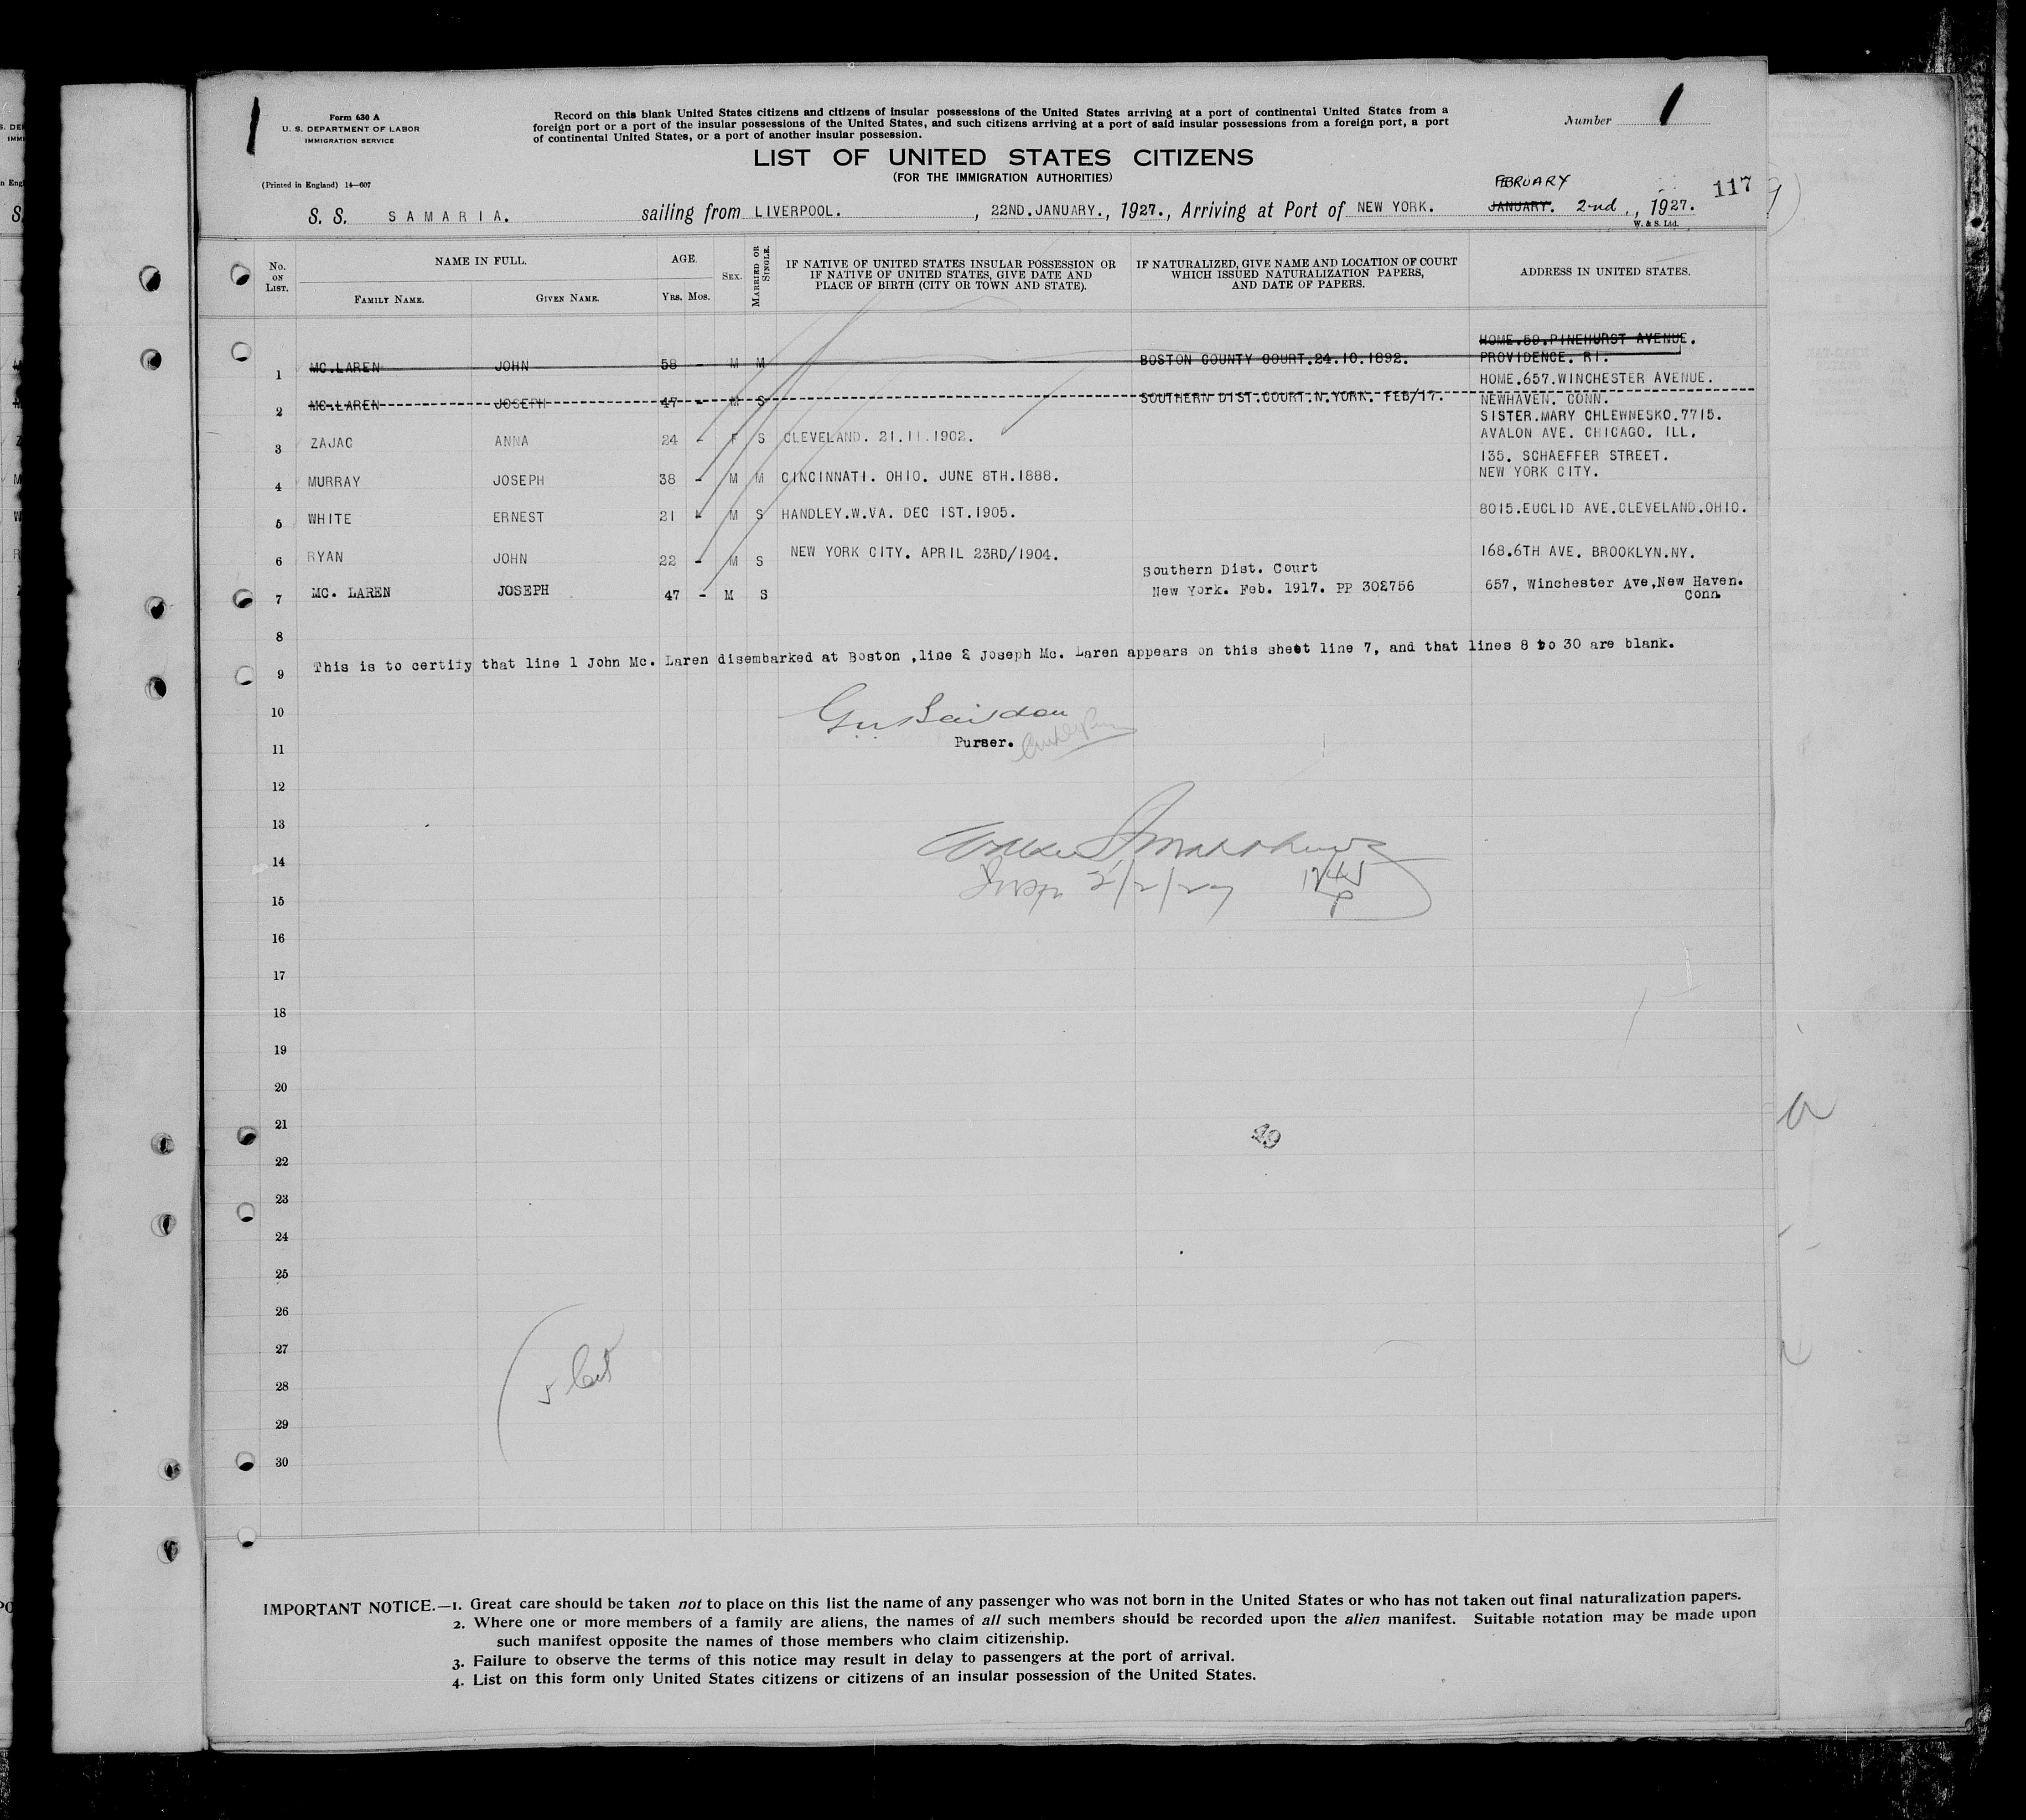 Form 630 A
U. S. DEPARTMENT OF LABOR
IMMIGRATION SERVICE
(Printed in England) 14—607
Record on this blank United States citizens and citizens of insular possessions of the United States arriving at a port of continental United States from a
foreign port or a port of the insular possessions of the United States, and such citizens arriving at a port of said insular possessions from a foreign port, a port
of continental United States, or a port of another insular possession.
Number 1
LIST OF UNITED STATES CITIZENS
(FOR THE IMMIGRATION AUTHORITIES)
FEBRUARY
117
S. S. SAMARIA. sailing from LIVERPOOL. , 22ND.JANUARY., 1927., Arriving at Port of NEW YORK. JANUARY. 2nd., 1927.
W. & S. Ltd.
No. ON LIST.
NAME IN FULL.
FAMILY NAME.
GIVEN NAME.
AGE.
YRS. MOS.
SEX.
MARRIED OR SINGLE.
IF NATIVE OF UNITED STATES INSULAR POSSESSION OR
IF NATIVE OF UNITED STATES, GIVE DATE AND
PLACE OF BIRTH (CITY OR TOWN AND STATE).
IF NATURALIZED, GIVE NAME AND LOCATION OF COURT
WHICH ISSUED NATURALIZATION PAPERS,
AND DATE OF PAPERS.
ADDRESS IN UNITED STATES.
HOME.59.PINEHURST AVENUE.
1 MC.LAREN JOHN 58 - M M BOSTON COUNTY COURT.24.10.1892. PROVIDENCE. RI.
HOME.657.WINCHESTER AVENUE.
2 MC.LAREN JOSEPH 47 - M S SOUTHERN DIST.COURT.N.YORK. FEB/17. NEWHAVEN. CONN.
SISTER.MARY CHLEWNESKO.7715.
3 ZAJAC ANNA 24 - F S CLEVELAND. 21.11.1902. AVALON AVE. CHICAGO. ILL.
135. SCHAEFFER STREET.
4 MURRAY JOSEPH 38 - M M CINCINNATI. OHIO. JUNE 8TH.1888. NEW YORK CITY.
5 WHITE ERNEST 21 - M S HANDLEY.W.VA. DEC 1ST.1905. 8015.EUCLID AVE.CLEVELAND.OHIO.
6 RYAN JOHN 22 - M S NEW YORK CITY. APRIL 23RD/1904. 168.6TH AVE. BROOKLYN.NY.
Southern Dist. Court
7 MC. LAREN JOSEPH 47 - M S New York. Feb. 1917. PP 302756 657, Winchester Ave,New Haven.
Conn.
8
9 This is to certify that line 1 John Mc. Laren disembarked at Boston ,line 2 Joseph Mc. Laren appears on this sheet line 7, and that lines 8 to 30 are blank.
10
11 Purser.
12
13
14
15 Insp 2/2/27
16
17
18
19
20
21
22
23
24
25
26
27
28
29
30
IMPORTANT NOTICE.—1. Great care should be taken not to place on this list the name of any passenger who was not born in the United States or who has not taken out final naturalization papers.
2. Where one or more members of a family are aliens, the names of all such members should be recorded upon the alien manifest. Suitable notation may be made upon
such manifest opposite the names of those members who claim citizenship.
3. Failure to observe the terms of this notice may result in delay to passengers at the port of arrival.
4. List on this form only United States citizens or citizens of an insular possession of the United States.